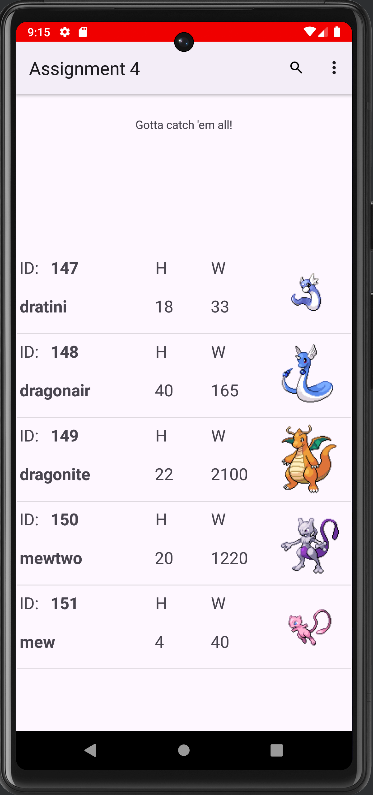 9:15
Assignment 4
Gotta catch 'em all!
ID: 147 H W
dratini 18 33
ID: 148 H W
dragonair 40 165
ID: 149 H W
dragonite 22 2100
ID: 150 H W
mewtwo 20 1220
ID: 151 H W
mew 4 40